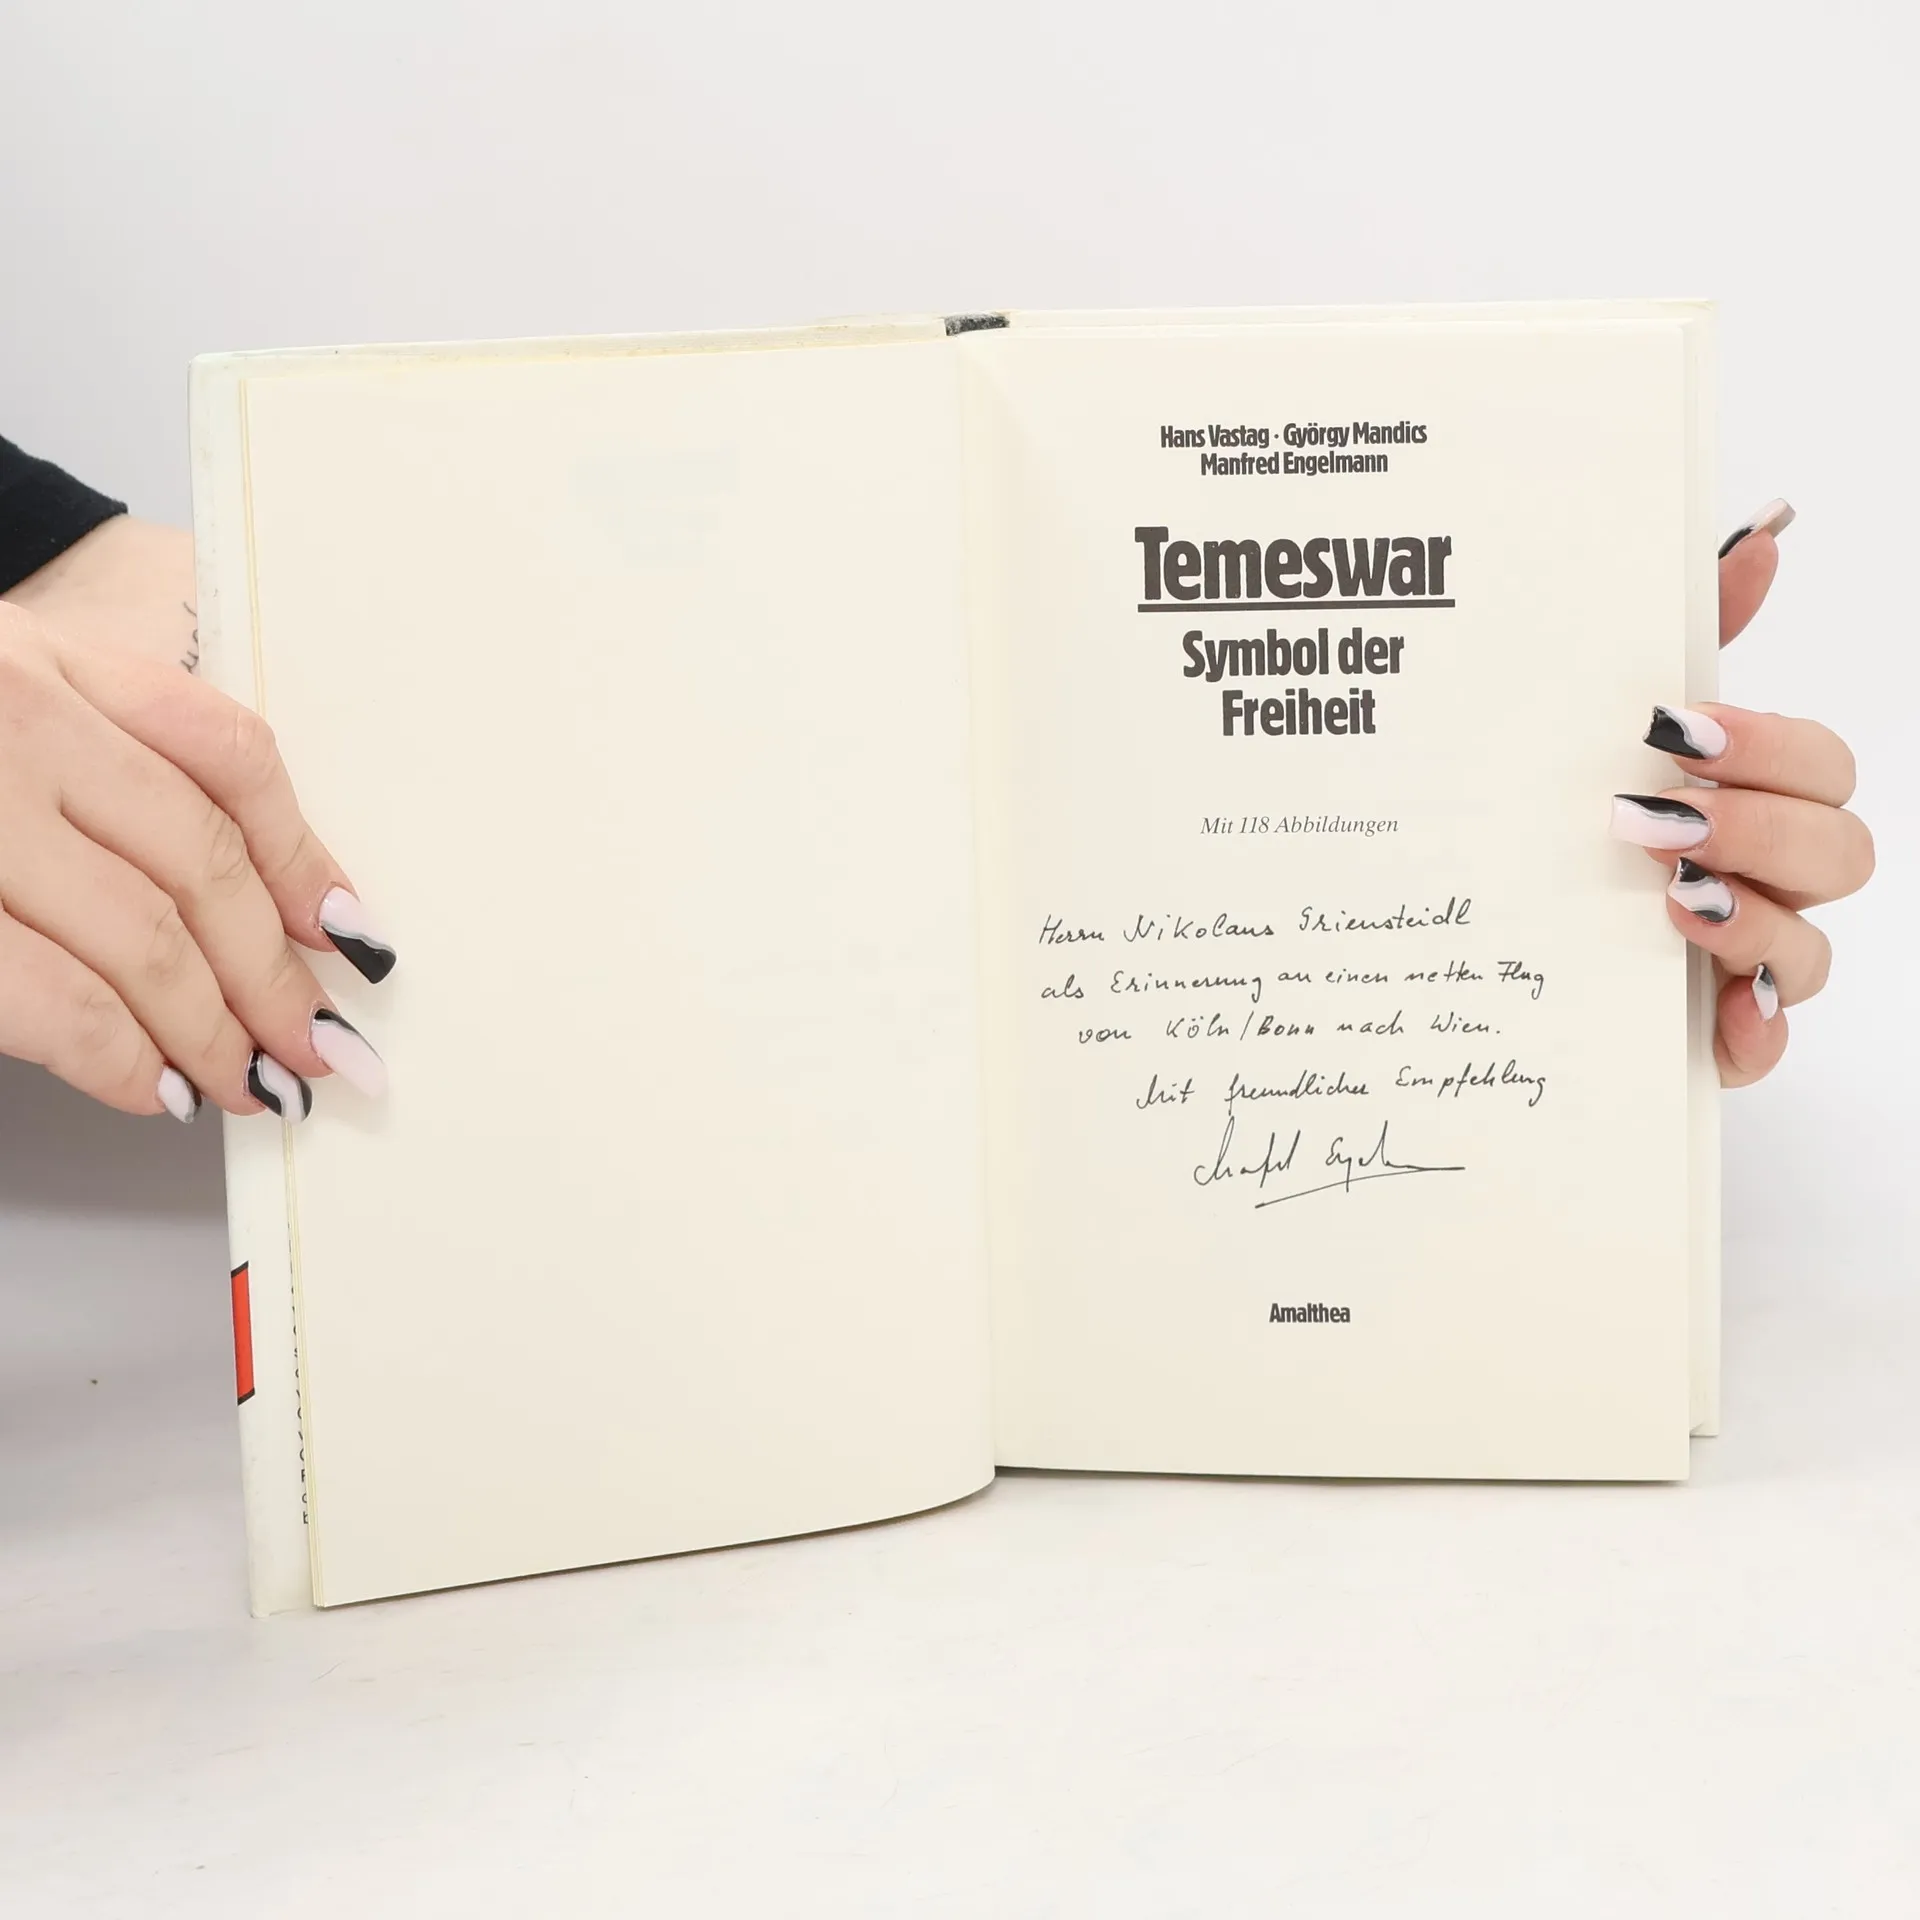 Hans Vastag · György Mandics
Manfred Engelmann
Temeswar
Symbol der
Freiheit
Mit 118 Abbildungen
Herrn Nikolaus Griensteidl
als Erinnerung an einen netten Flug
von Köln/Bonn nach Wien.
Mit freundlicher Empfehlung
Amalthea